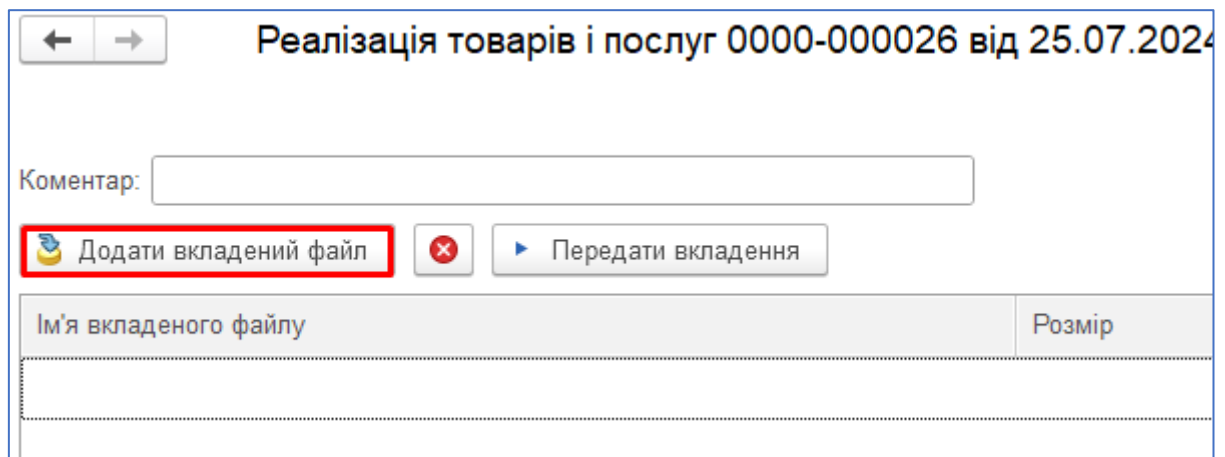 Реалізація товарів і послуг 0000-000026 від 25.07.2024
Коментар:
Додати вкладений файл Передати вкладення
Ім'я вкладеного файлу Розмір